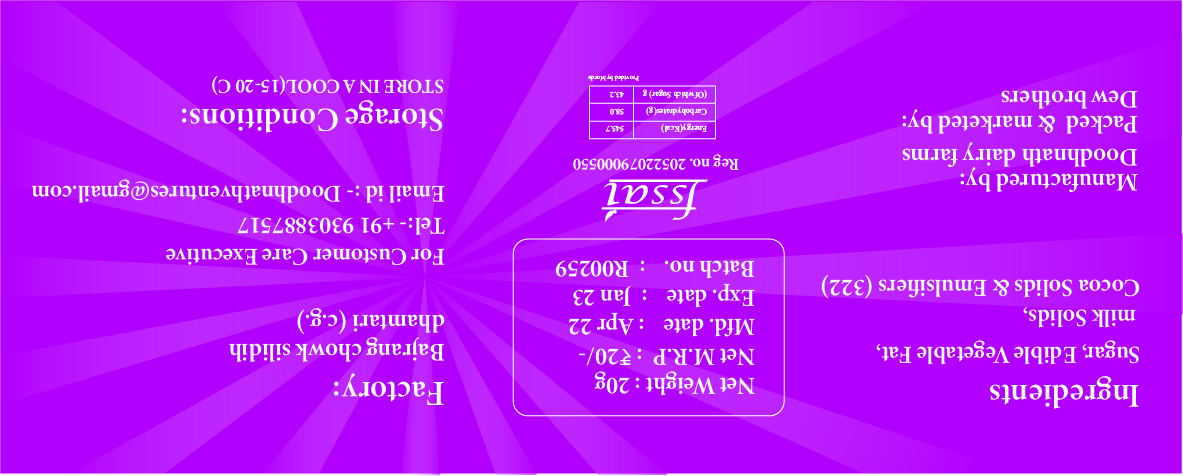 Ingredients
Sugar, Edible Vegetable Fat,
milk Solids,
Cocoa Solids & Emulsifiers (322)
Manufactured by:
Doodhnath dairy farms
Packed & marketed by:
Dew brothers
Net Weight : 20g
Net M.R.P : ₹20/-
Mfd. date : Apr 22
Exp. date : Jan 23
Batch no. : R00259
fssai
Reg no. 20522079000550
Energy(Kcal) 545.7
Carbohydrates(g) 58.0
(Of which Sugar) g 43.2
Provided by Morde
Factory:
Bajrang chowk silidih
dhamtari (c.g.)
For Customer Care Executive
Tel:- +91 9303887517
Email id :- Doodhnathventures@gmail.com
Storage Conditions:
STORE IN A COOL(15-20 C)